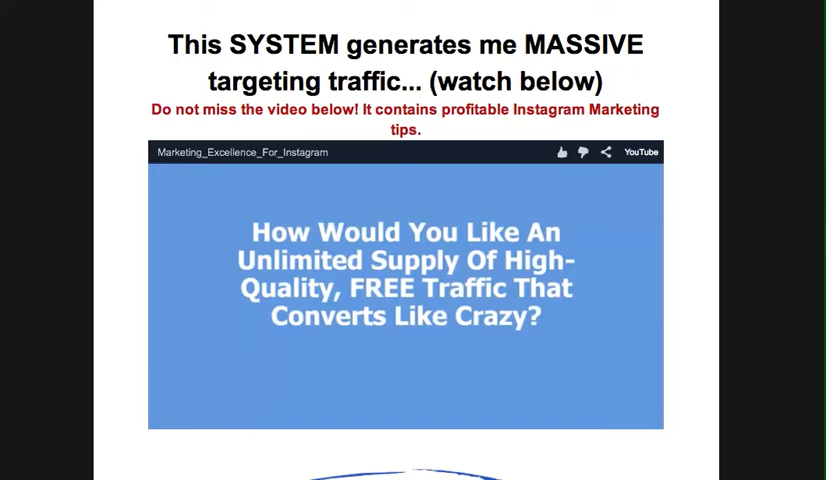 This SYSTEM generates me MASSIVE
targeting traffic... (watch below)
Do not miss the video below! It contains profitable Instagram Marketing
tips.
Marketing_Excellence_For_Instagram YouTube
How Would You Like An
Unlimited Supply Of High-
Quality, FREE Traffic That
Converts Like Crazy?